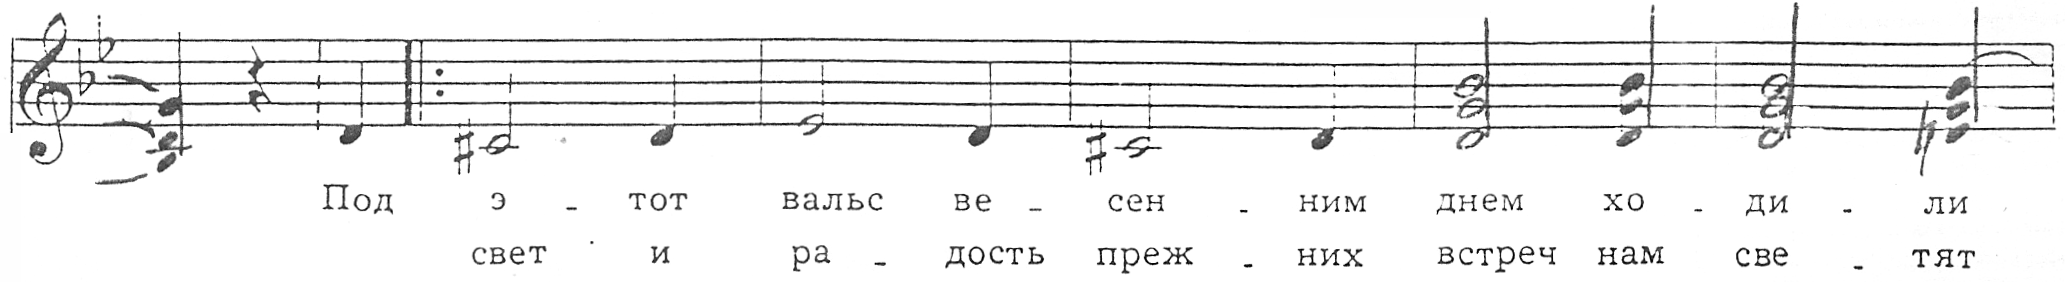 Под э - тот вальс ве - сен - ним днем хо - ди - ли
свет и ра - дость преж - них встреч нам све - тят